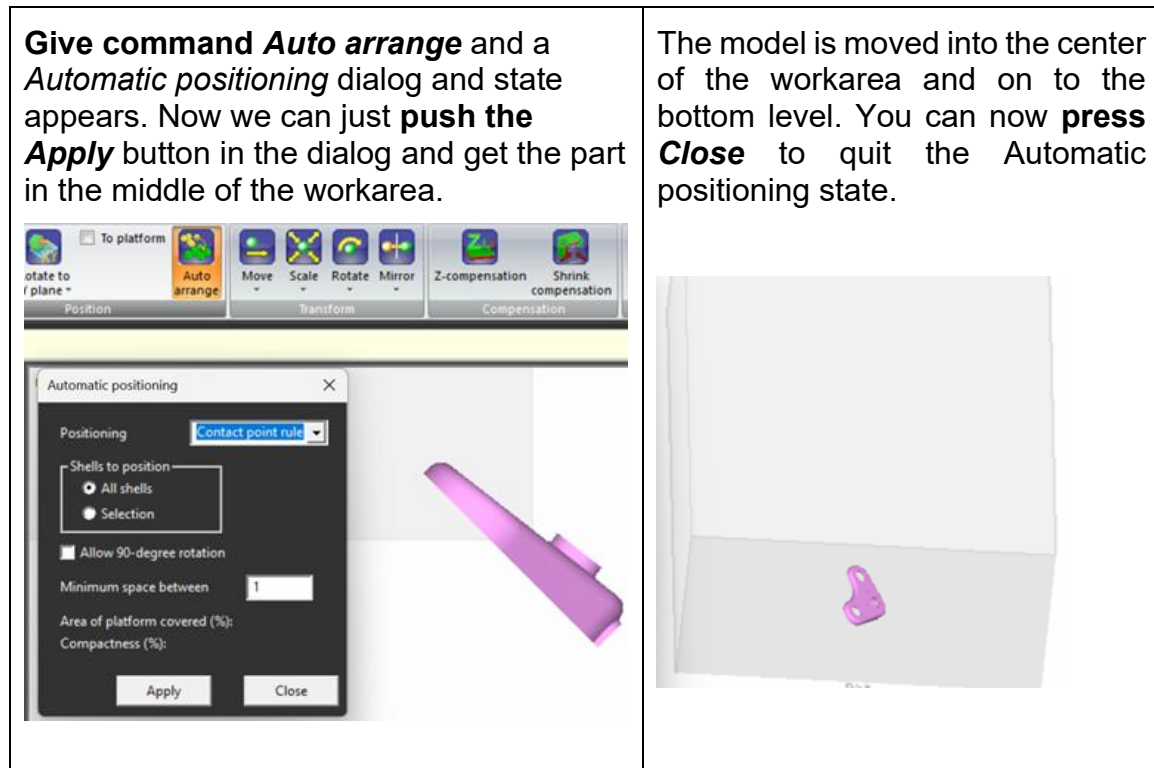 Give command Auto arrange and a
Automatic positioning dialog and state
appears. Now we can just push the
Apply button in the dialog and get the part
in the middle of the workarea.
To platform
otate to
plane
Auto
arrange
Move
Scale
Rotate
Mirror
Z-compensation
Shrink
compensation
Position
Transform
Compensation
Automatic positioning
Positioning
Contact point rule
Shells to position
All shells
Selection
Allow 90-degree rotation
Minimum space between
1
Area of platform covered (%):
Compactness (%):
Apply
Close
The model is moved into the center
of the workarea and on to the
bottom level. You can now press
Close to quit the Automatic
positioning state.